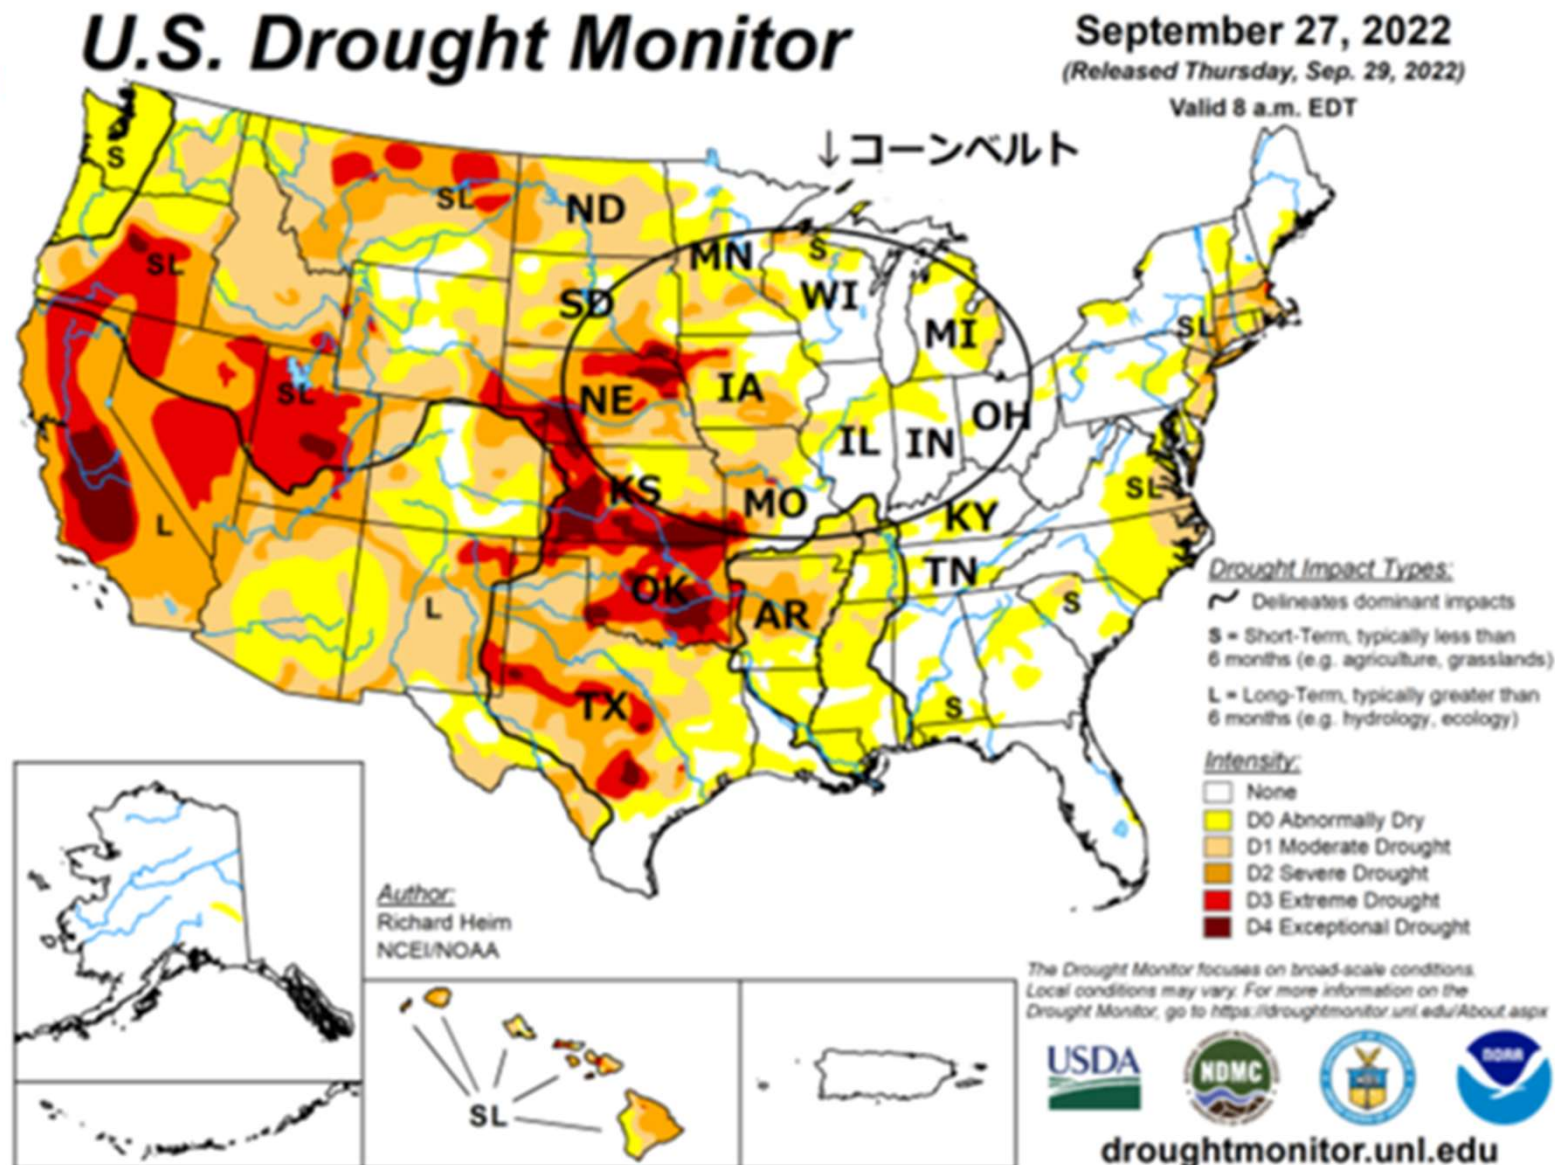 U.S. Drought Monitor
September 27, 2022
(Released Thursday, Sep. 29, 2022)
Valid 8 a.m. EDT
↓コーンベルト
S
SL
ND
MN
S
SL
SD
WI
MI
SL
SL
NE
IA
OH
IL
IN
KS
MO
SL
L
KY
TN
OK
AR
L
S
TX
S
Drought Impact Types:
Delineates dominant impacts
S = Short-Term, typically less than
6 months (e.g. agriculture, grasslands)
L = Long-Term, typically greater than
6 months (e.g. hydrology, ecology)
Intensity:
None
D0 Abnormally Dry
D1 Moderate Drought
D2 Severe Drought
D3 Extreme Drought
D4 Exceptional Drought
Author:
Richard Heim
NCEI/NOAA
SL
The Drought Monitor focuses on broad-scale conditions.
Local conditions may vary. For more information on the
Drought Monitor, go to https://droughtmonitor.unl.edu/About.aspx
USDA
NDMC
NOAA
droughtmonitor.unl.edu